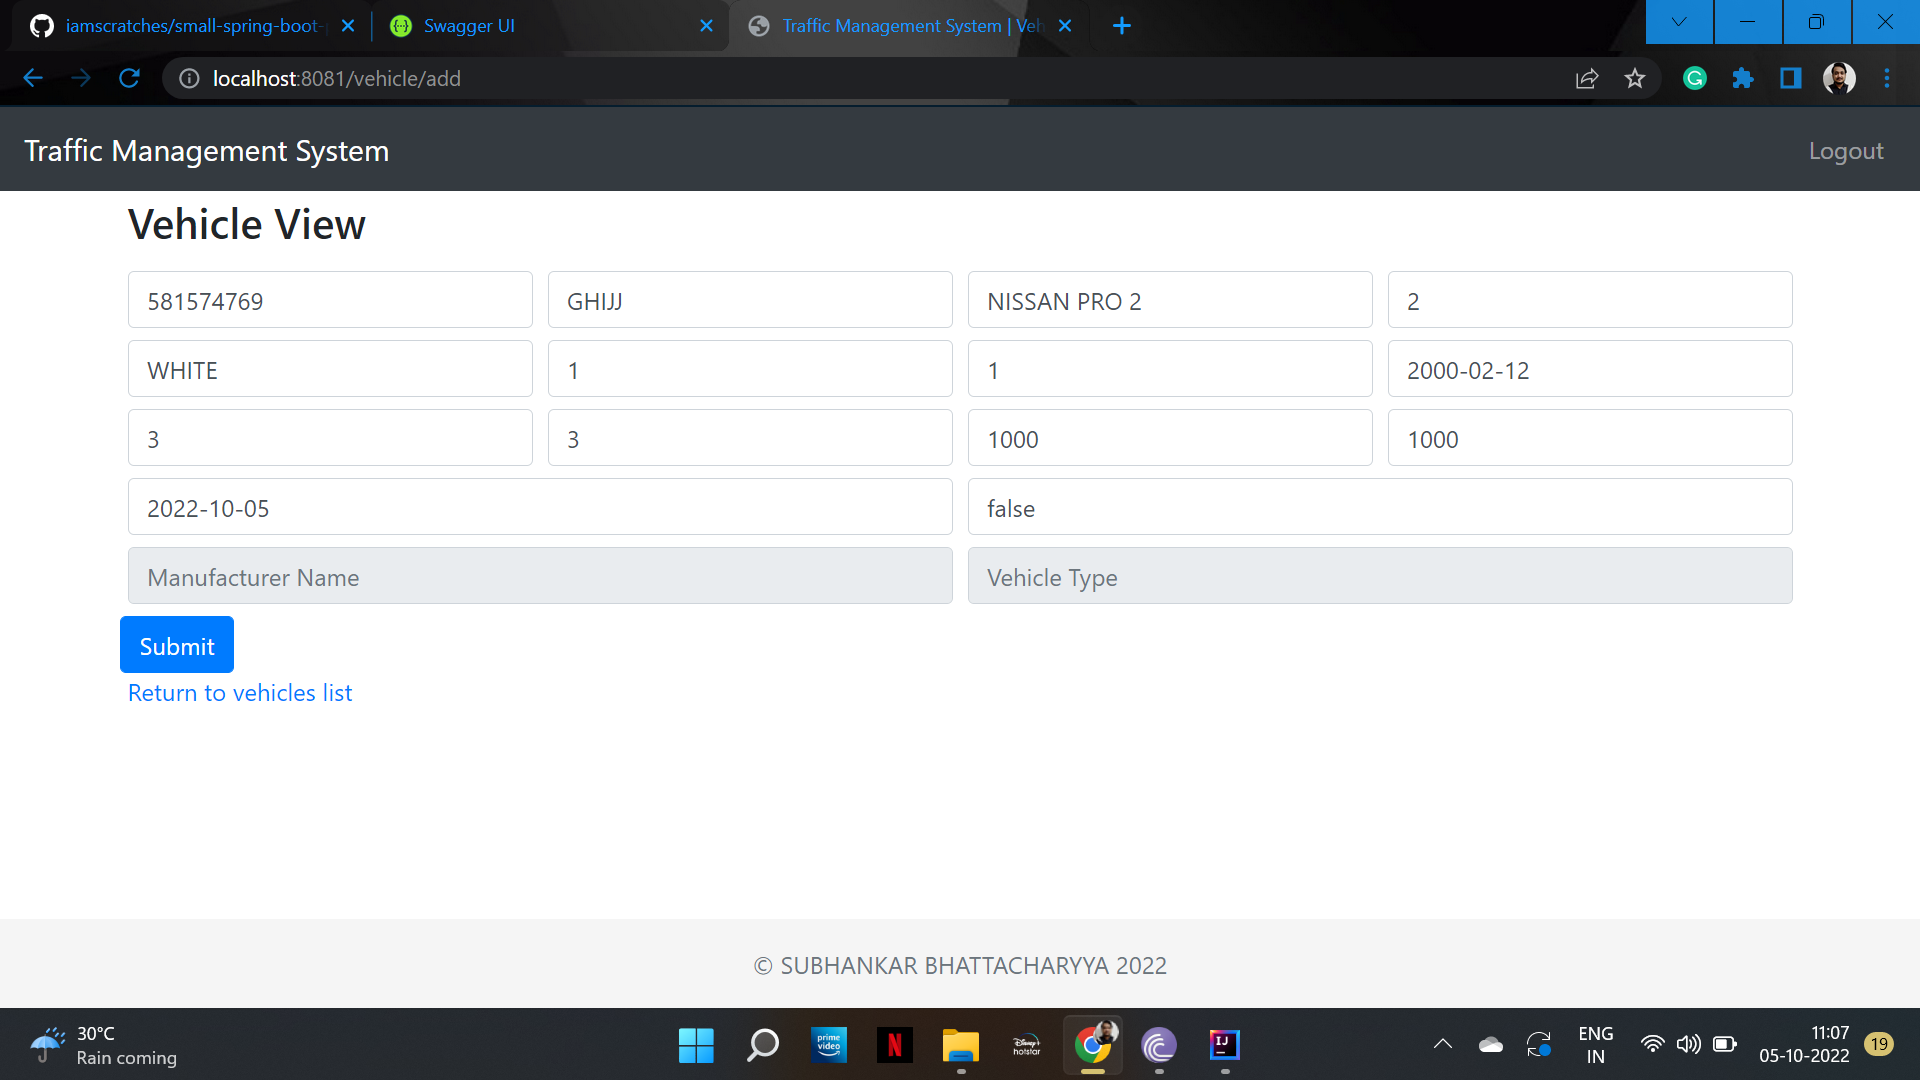 iamscratches/small-spring-boot-
Swagger UI
Traffic Management System | Veh
localhost:8081/vehicle/add
Traffic Management System
Logout
Vehicle View
581574769 GHIJJ NISSAN PRO 2 2
WHITE 1 1 2000-02-12
3 3 1000 1000
2022-10-05 false
Manufacturer Name Vehicle Type
Submit
Return to vehicles list
© SUBHANKAR BHATTACHARYYA 2022
30°C
Rain coming
prime video
N
Disney+ hotstar
IJ
ENG
IN
11:07
05-10-2022
19